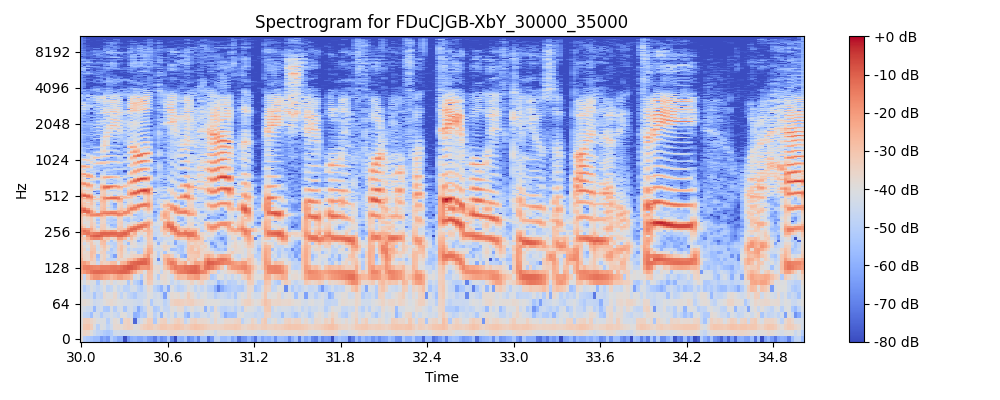 Spectrogram for FDuCJGB-XbY_30000_35000
Hz
8192
4096
2048
1024
512
256
128
64
0
30.0 30.6 31.2 31.8 32.4 33.0 33.6 34.2 34.8
Time
+0 dB
-10 dB
-20 dB
-30 dB
-40 dB
-50 dB
-60 dB
-70 dB
-80 dB